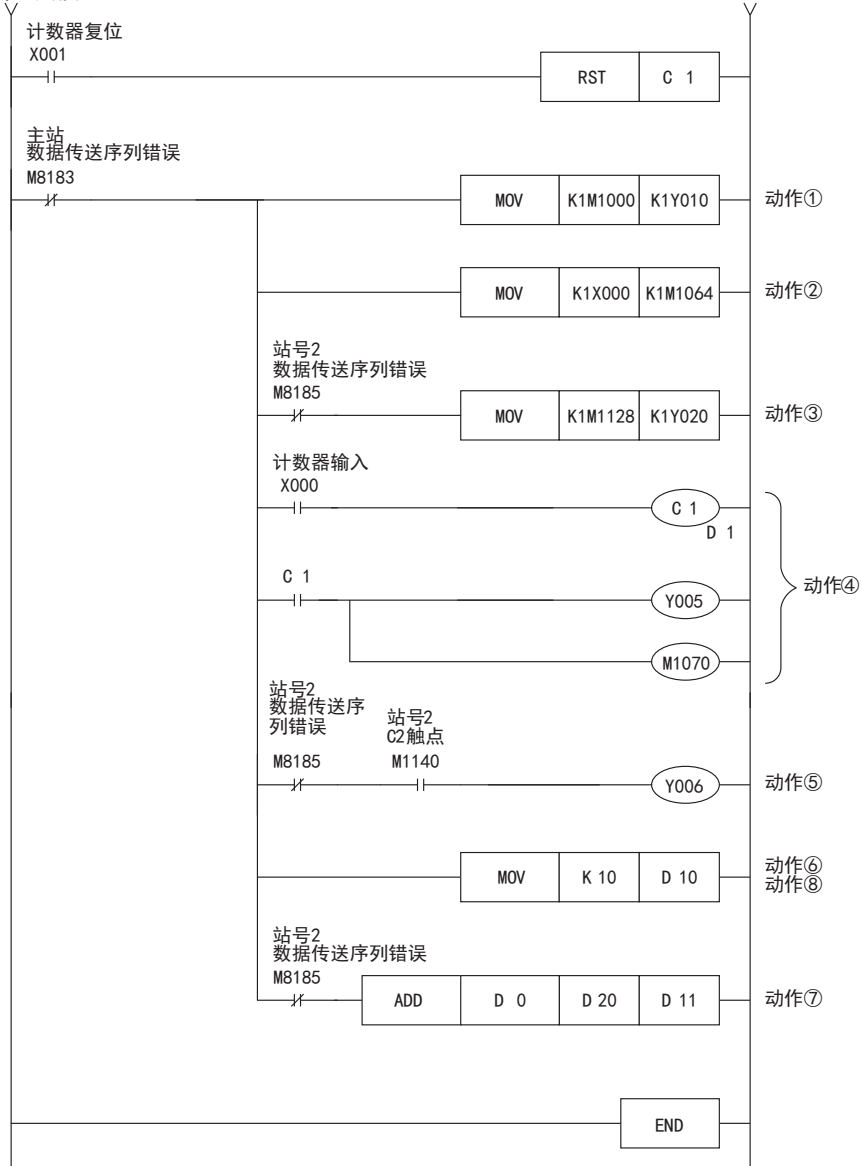 计数器复位
X001
RST C 1
主站
数据传送序列错误
M8183
MOV K1M1000 K1Y010 动作①
MOV K1X000 K1M1064 动作②
站号2
数据传送序列错误
M8185
MOV K1M1128 K1Y020 动作③
计数器输入
X000
C 1
D 1
C 1
Y005
动作④
M1070
站号2
数据传送序
列错误
M8185
站号2
C2触点
M1140
Y006 动作⑤
MOV K 10 D 10 动作⑥
动作⑧
站号2
数据传送序列错误
M8185
ADD D 0 D 20 D 11 动作⑦
END